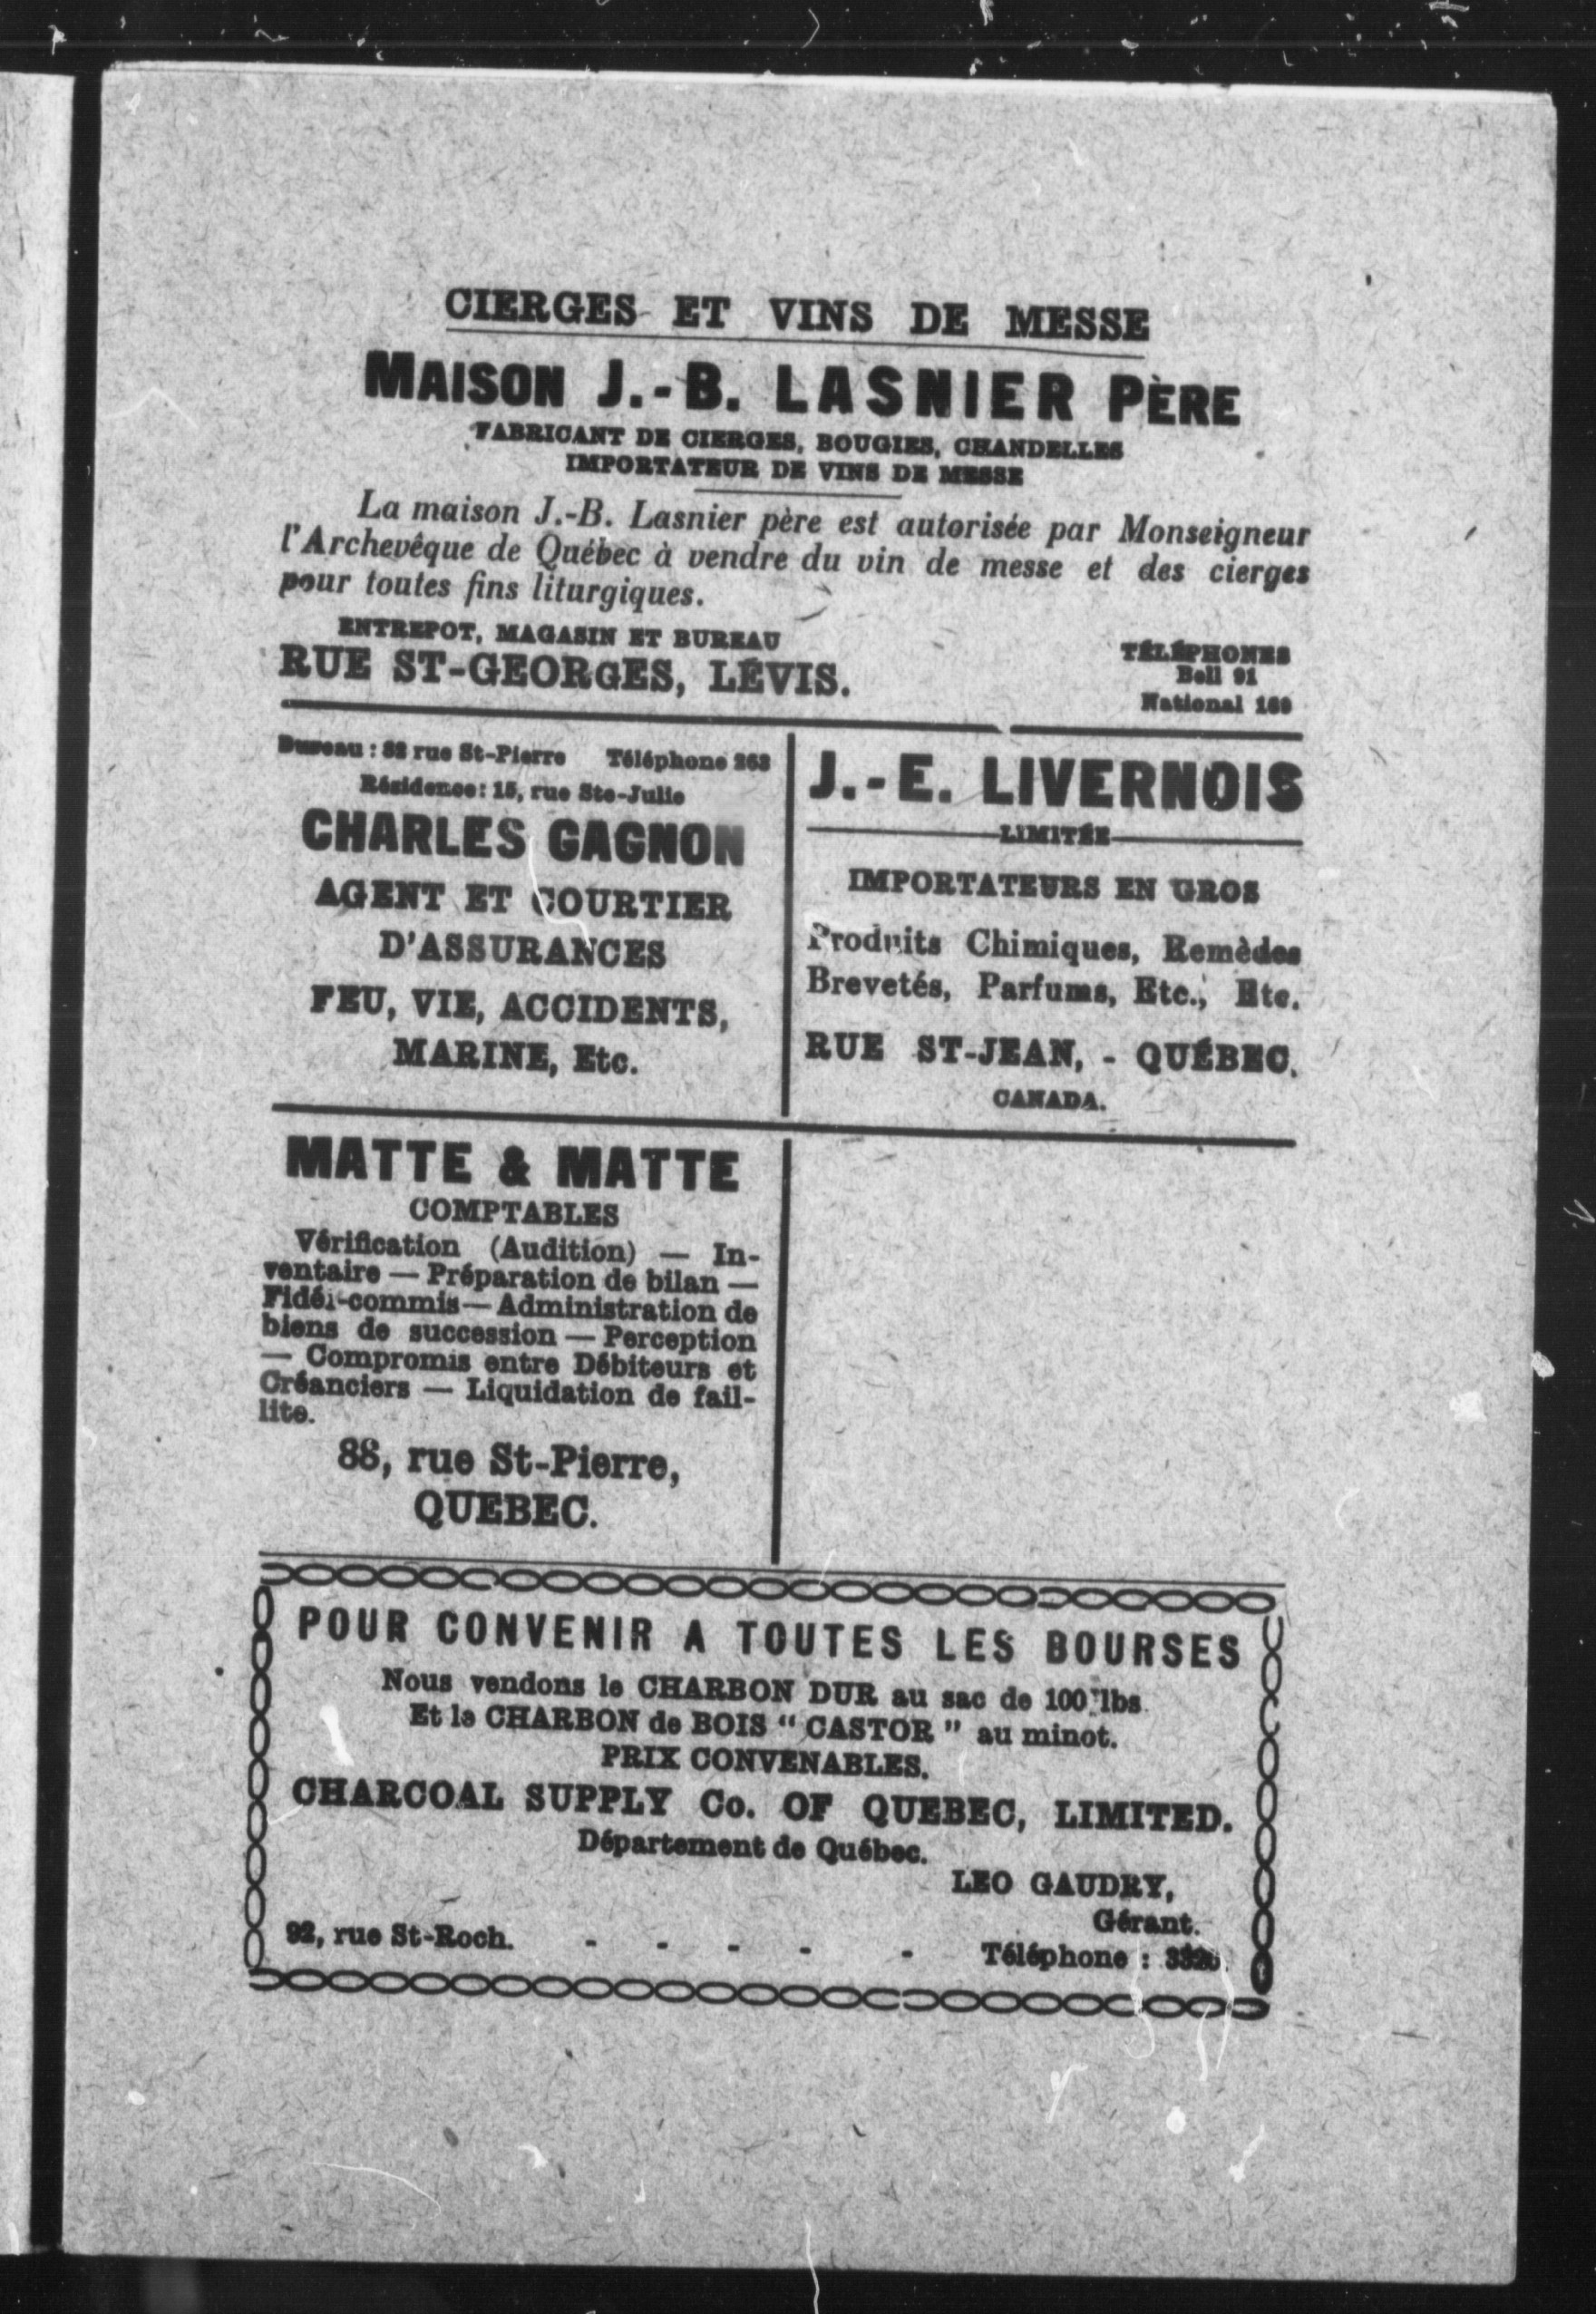 CIERGES ET VINS DE MESSE
MAISON J.-B. LASNIER PÈRE
FABRICANT DE CIERGES, BOUGIES, CHANDELLES
IMPORTATEUR DE VINS DE MESSE
La maison J.-B. Lasnier père est autorisée par Monseigneur
l'Archevêque de Québec à vendre du vin de messe et des cierges
pour toutes fins liturgiques.
ENTREPOT, MAGASIN ET BUREAU
RUE ST-GEORGES, LÉVIS.
TÉLÉPHONES
Bell 91
National
Bureau : rue St-Pierre Téléphone
Résidence: 15, rue Ste-Julie
CHARLES GAGNON
AGENT ET COURTIER
D'ASSURANCES
FEU, VIE, ACCIDENTS,
MARINE, Etc.
J.-E. LIVERNOIS
LIMITÉE
IMPORTATEURS EN GROS
Produits Chimiques, Remèdes
Brevetés, Parfums, Etc., Etc.
RUE ST-JEAN, - QUÉBEC.
CANADA.
MATTE & MATTE
COMPTABLES
Vérification (Audition) — In-
ventaire — Préparation de bilan —
Fidéi-commis — Administration de
biens de succession — Perception
— Compromis entre Débiteurs et
Créanciers — Liquidation de fail-
lite.
88, rue St-Pierre,
QUEBEC.
POUR CONVENIR A TOUTES LES BOURSES
Nous vendons le CHARBON DUR au sac de 100 lbs
Et le CHARBON de BOIS " CASTOR " au minot.
PRIX CONVENABLES.
CHARCOAL SUPPLY Co. OF QUEBEC, LIMITED.
Département de Québec.
LEO GAUDRY,
Gérant.
92, rue St-Roch. - - - - - Téléphone :